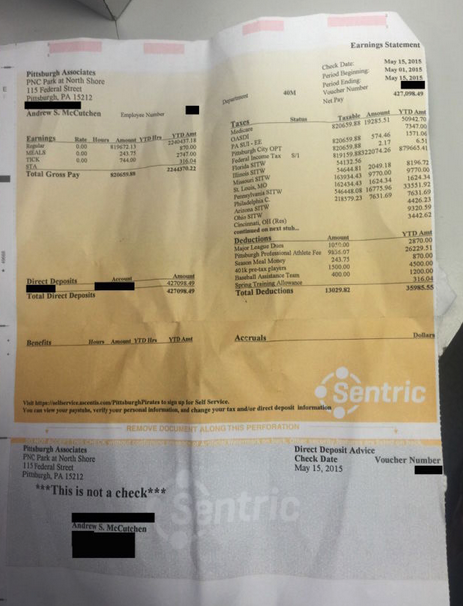 Earnings Statement
Pittsburgh Associates
PNC Park at North Shore
115 Federal Street
Pittsburgh, PA 15212
Check Date: May 15, 2015
Period Beginning: May 01, 2015
Period Ending: May 15, 2015
Voucher Number
Net Pay 427,098.49
Department 40M
Andrew S. McCutchen Employee Number
Earnings Rate Hours Amount YTD Hrs YTD Amt
Regular 0.00 819672.13
MEALS 0.00 243.75 870.00
TICK 0.00 744.00 2747.00
STA 316.04
Total Gross Pay 820659.88
Taxes Status Taxable Amount YTD Amt
Medicare 820659.88 19285.51 50942.70
OASDI 7347.00
PA SUI - EE 820659.88 574.46 1571.06
Pittsburgh City OPT 820659.88 2.17 6.51
Federal Income Tax S/1 819159.88 322074.26 879065.41
Florida SITW 54132.56
Illinois SITW 54644.81 2049.18 8196.72
Missouri SITW 9770.00 9770.00
St. Louis, MO 162434.43 1624.34 1624.34
Pennsylvania SITW 546448.08 16775.96 33551.92
Philadelphia C. 218579.23 7631.69 7631.69
Arizona SITW 4426.23
Ohio SITW 9320.59
Cincinnati, OH (Res) 3442.62
continued on next stub...
Deductions Amount YTD Amt
Major League Dues 2870.00
Pittsburgh Professional Athlete Fee 26229.51
Season Meal Money 243.75 870.00
401k pre-tax players 1500.00 4500.00
Baseball Assistance Team 400.00 1200.00
Spring Training Allowance 316.04
Total Deductions 13029.82 35985.55
Direct Deposits Account Amount
427098.49
Total Direct Deposits 427098.49
Benefits Hours Amount YTD Hrs YTD Amt
Accruals Dollars
Sentric
Visit https://selfservice.ascentis.com/PittsburghPirates to sign up for Self Service.
You can view your paystubs, verify your personal information, and change your tax and/or direct deposit information
REMOVE DOCUMENT ALONG THIS PERFORATION
Pittsburgh Associates
PNC Park at North Shore
115 Federal Street
Pittsburgh, PA 15212
Direct Deposit Advice
Check Date Voucher Number
May 15, 2015
***This is not a check***
Sentric
Andrew S. McCutchen